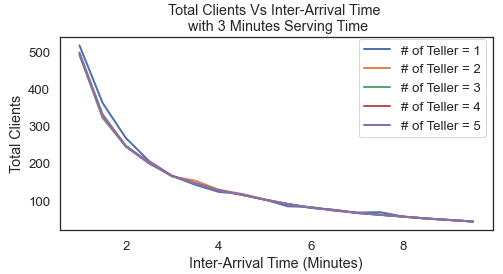 Total Clients Vs Inter-Arrival Time
with 3 Minutes Serving Time
# of Teller = 1
# of Teller = 2
# of Teller = 3
# of Teller = 4
# of Teller = 5
Total Clients
500
400
300
200
100
2
4
6
8
Inter-Arrival Time (Minutes)